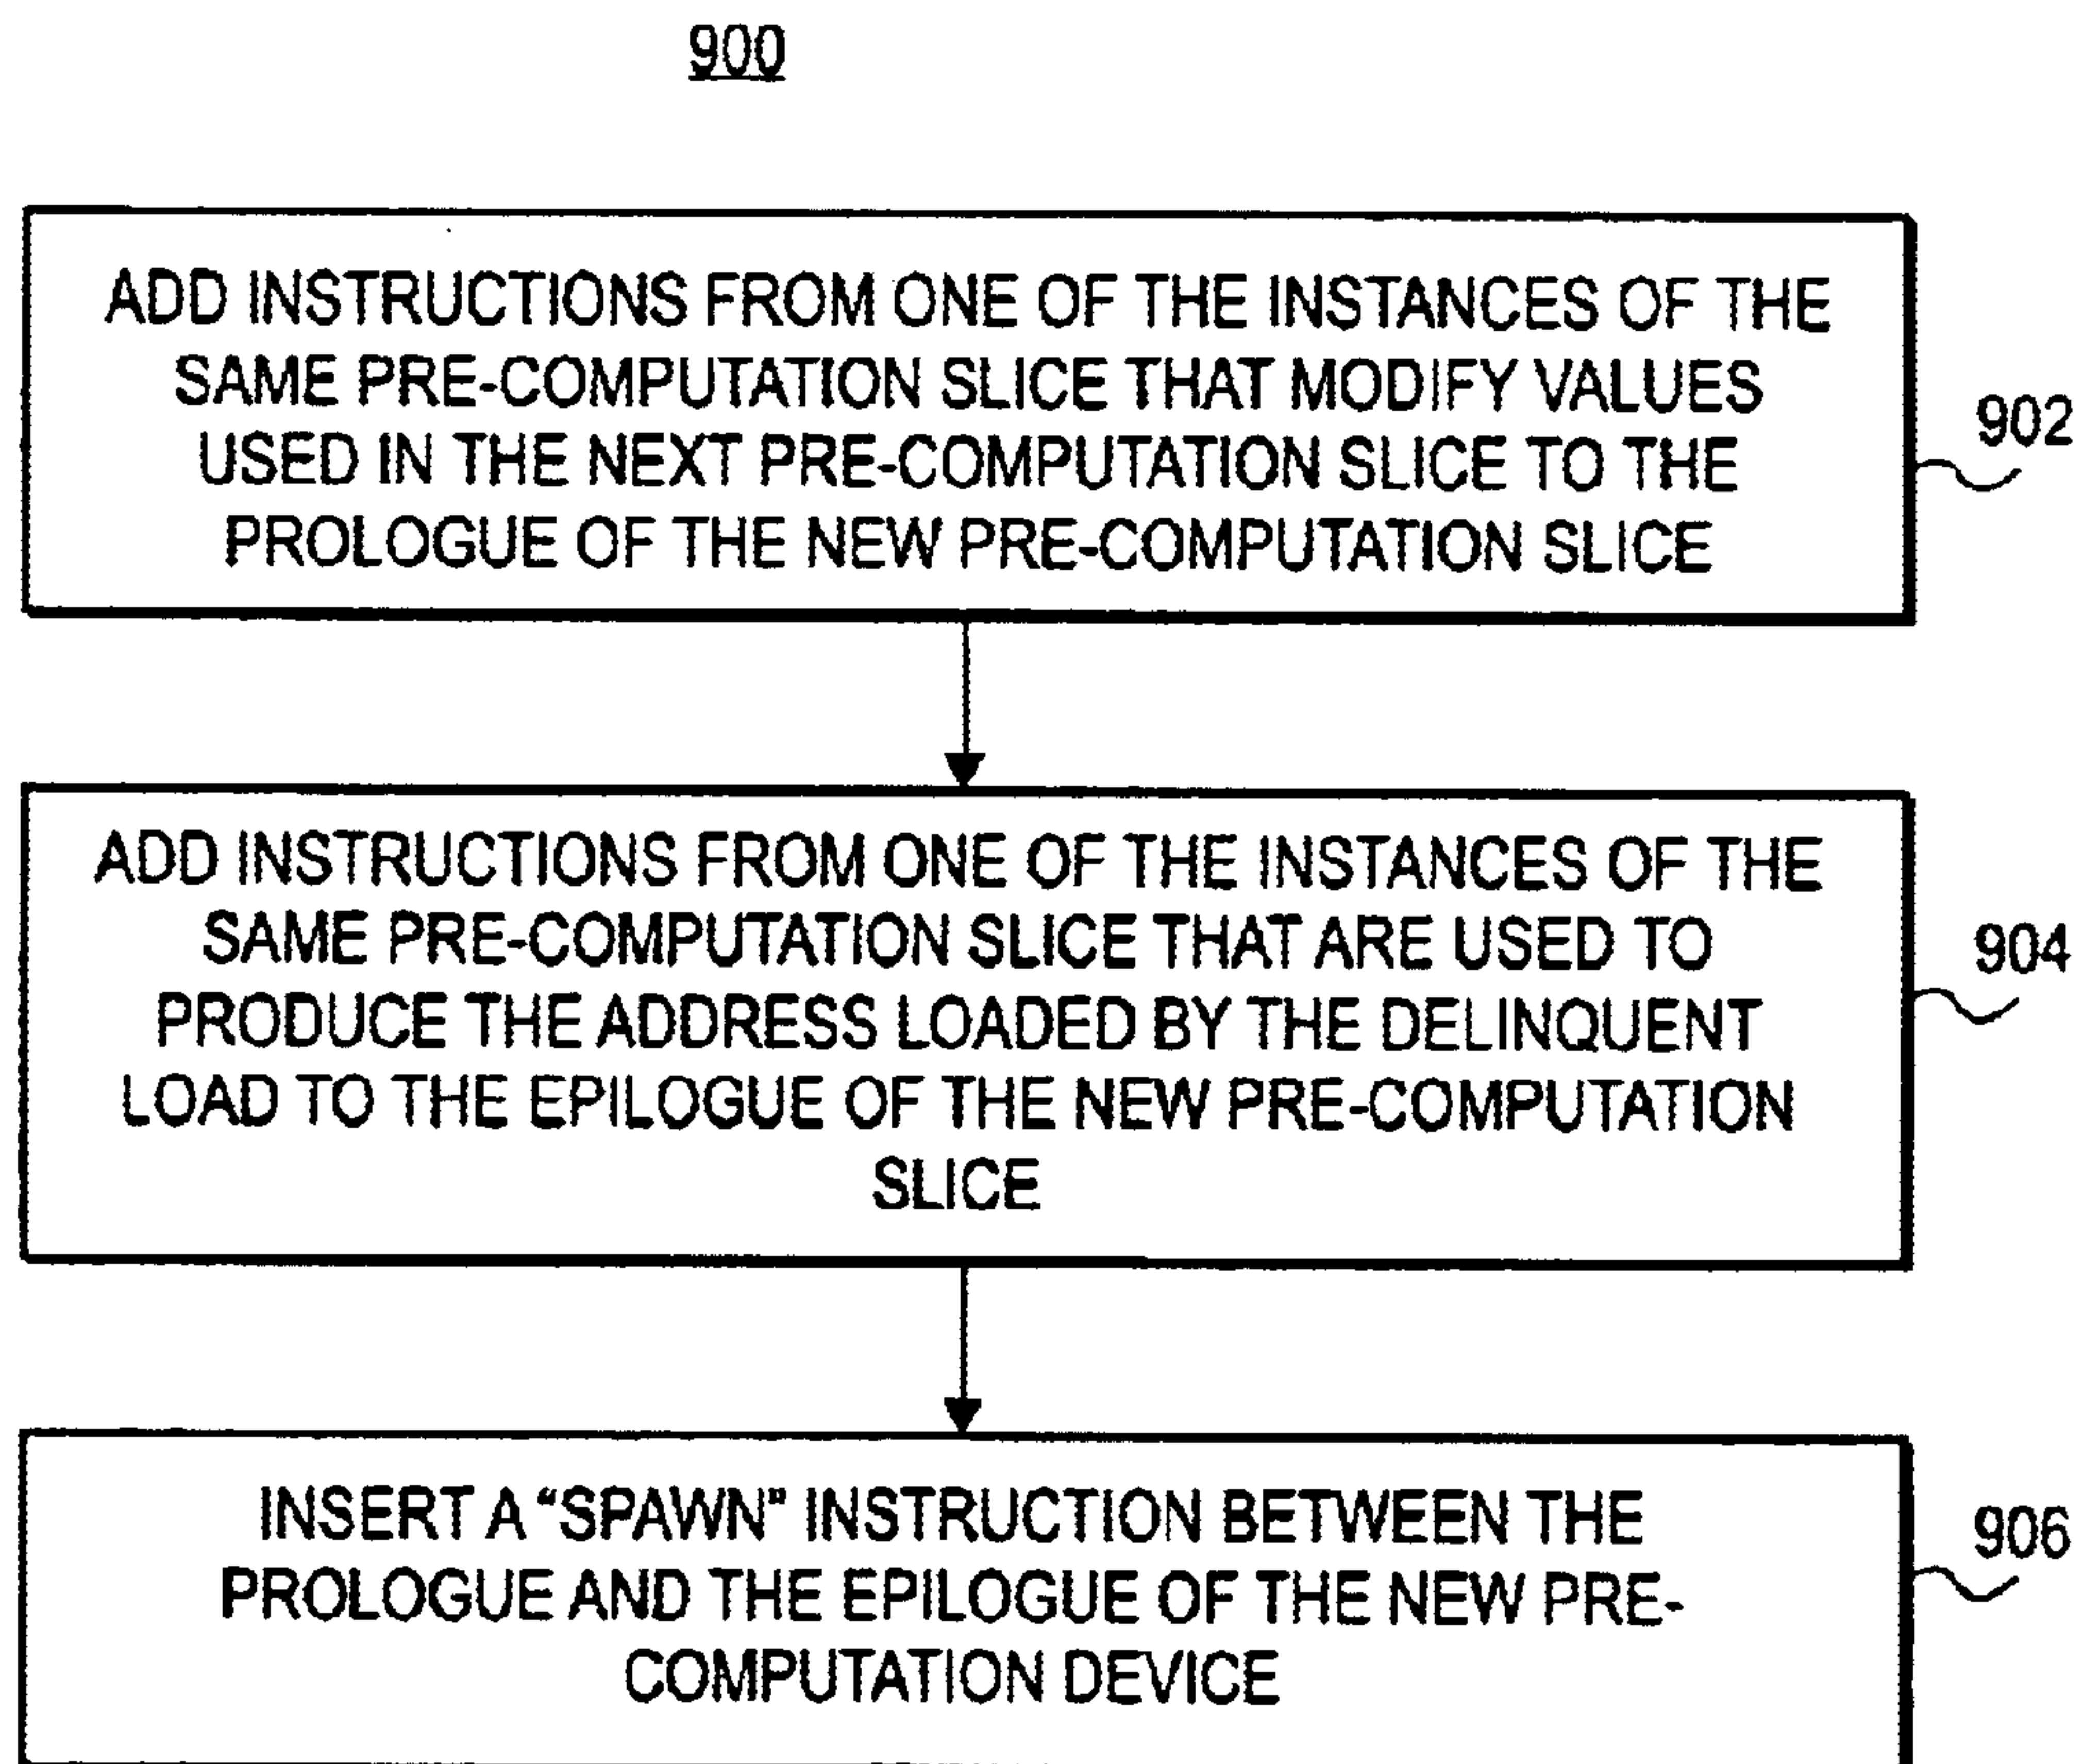 900
ADD INSTRUCTIONS FROM ONE OF THE INSTANCES OF THE
SAME PRE-COMPUTATION SLICE THAT MODIFY VALUES
USED IN THE NEXT PRE-COMPUTATION SLICE TO THE
PROLOGUE OF THE NEW PRE-COMPUTATION SLICE
902
ADD INSTRUCTIONS FROM ONE OF THE INSTANCES OF THE
SAME PRE-COMPUTATION SLICE THAT ARE USED TO
PRODUCE THE ADDRESS LOADED BY THE DELINQUENT
LOAD TO THE EPILOGUE OF THE NEW PRE-COMPUTATION
SLICE
904
INSERT A “SPAWN” INSTRUCTION BETWEEN THE
PROLOGUE AND THE EPILOGUE OF THE NEW PRE-
COMPUTATION DEVICE
906